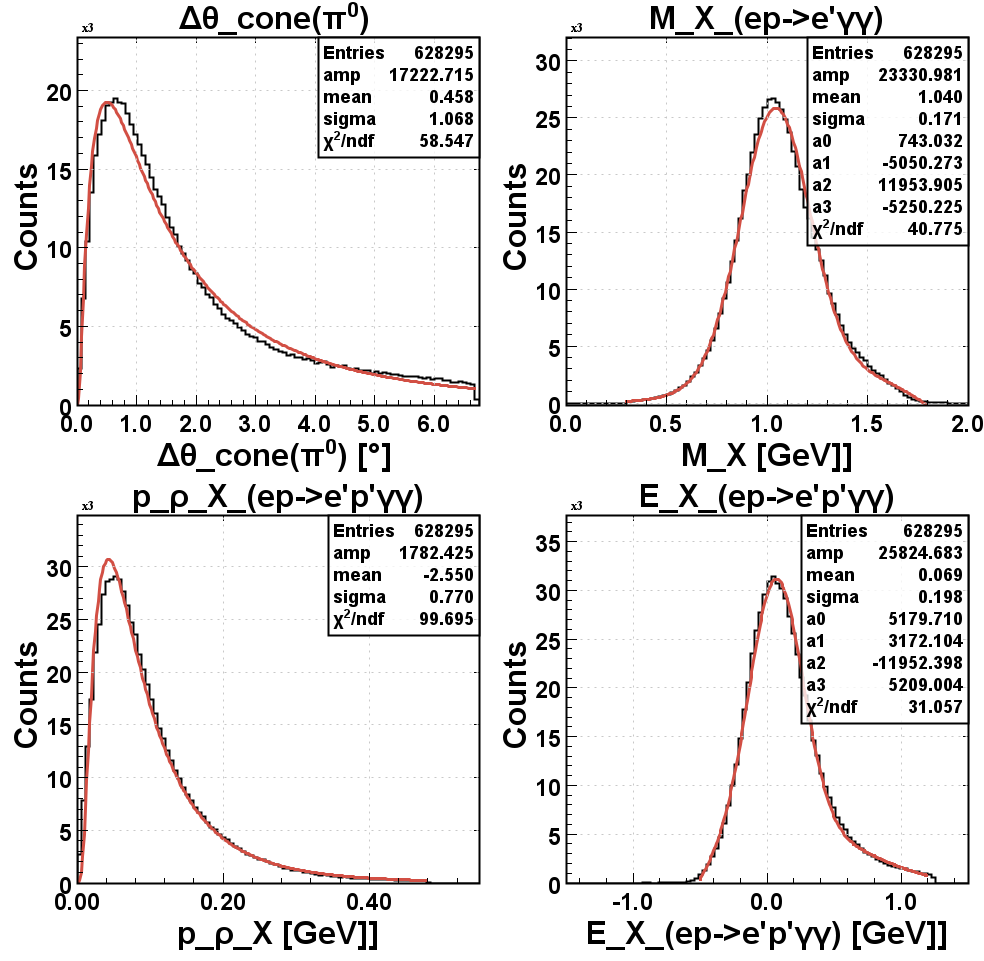 Δθ_cone(π⁰)
x3
Entries 628295
amp 17222.715
mean 0.458
sigma 1.068
χ²/ndf 58.547
Counts
20
15
10
5
0
0.0 1.0 2.0 3.0 4.0 5.0 6.0
Δθ_cone(π⁰) [°]
M_X_(ep->e'γγ)
x3
Entries 628295
amp 23330.981
mean 1.040
sigma 0.171
a0 743.032
a1 -5050.273
a2 11953.905
a3 -5250.225
χ²/ndf 40.775
Counts
30
25
20
15
10
5
0
0.0 0.5 1.0 1.5 2.0
M_X [GeV]]
p_ρ_X_(ep->e'p'γγ)
x3
Entries 628295
amp 1782.425
mean -2.550
sigma 0.770
χ²/ndf 99.695
Counts
30
25
20
15
10
5
0
0.00 0.20 0.40
p_ρ_X [GeV]]
E_X_(ep->e'p'γγ)
x3
Entries 628295
amp 25824.683
mean 0.069
sigma 0.198
a0 5179.710
a1 3172.104
a2 -11952.398
a3 5209.004
χ²/ndf 31.057
Counts
35
30
25
20
15
10
5
0
-1.0 0.0 1.0
E_X_(ep->e'p'γγ) [GeV]]